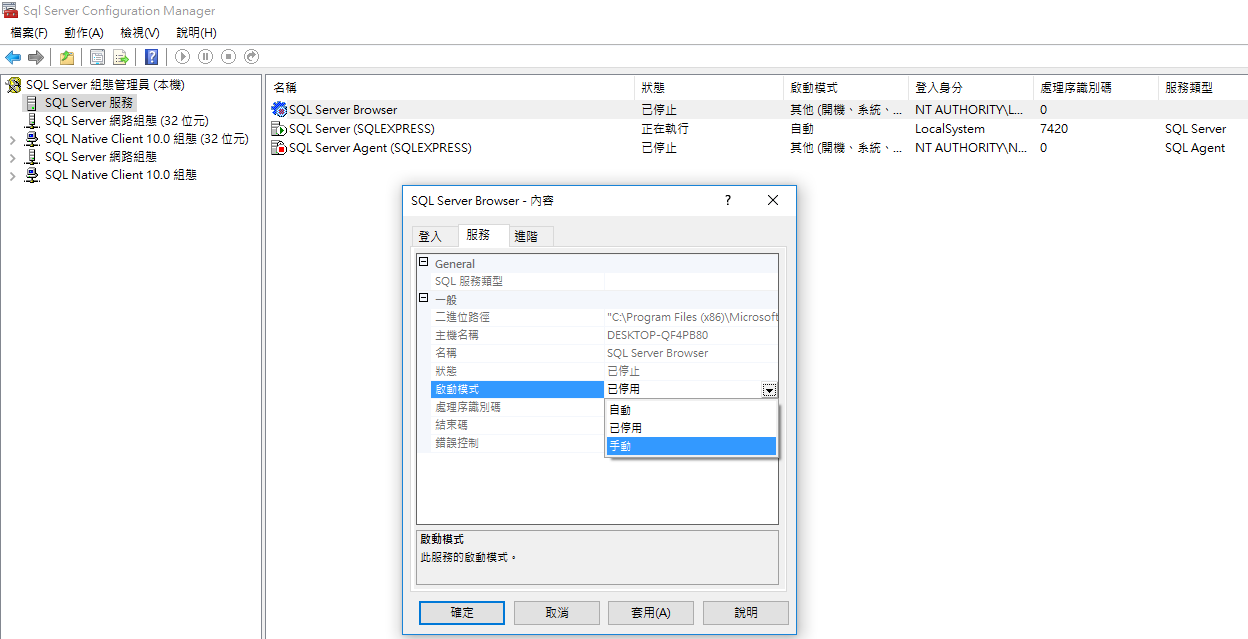 Sql Server Configuration Manager
檔案(F) 動作(A) 檢視(V) 說明(H)
SQL Server 組態管理員 (本機)
SQL Server 服務
SQL Server 網路組態 (32 位元)
SQL Native Client 10.0 組態 (32 位元)
SQL Server 網路組態
SQL Native Client 10.0 組態
名稱 狀態 啟動模式 登入身分 處理序識別碼 服務類型
SQL Server Browser 已停止 其他 (開機、系統、... NT AUTHORITY\L... 0
SQL Server (SQLEXPRESS) 正在執行 自動 LocalSystem 7420 SQL Server
SQL Server Agent (SQLEXPRESS) 已停止 其他 (開機、系統、... NT AUTHORITY\N... 0 SQL Agent
SQL Server Browser - 內容
登入 服務 進階
General
SQL 服務類型
一般
二進位路徑 "C:\Program Files (x86)\Microsoft
主機名稱 DESKTOP-QF4PB80
名稱 SQL Server Browser
狀態 已停止
啟動模式 已停用
處理序識別碼
結束碼
錯誤控制
自動
已停用
手動
啟動模式
此服務的啟動模式。
確定 取消 套用(A) 說明